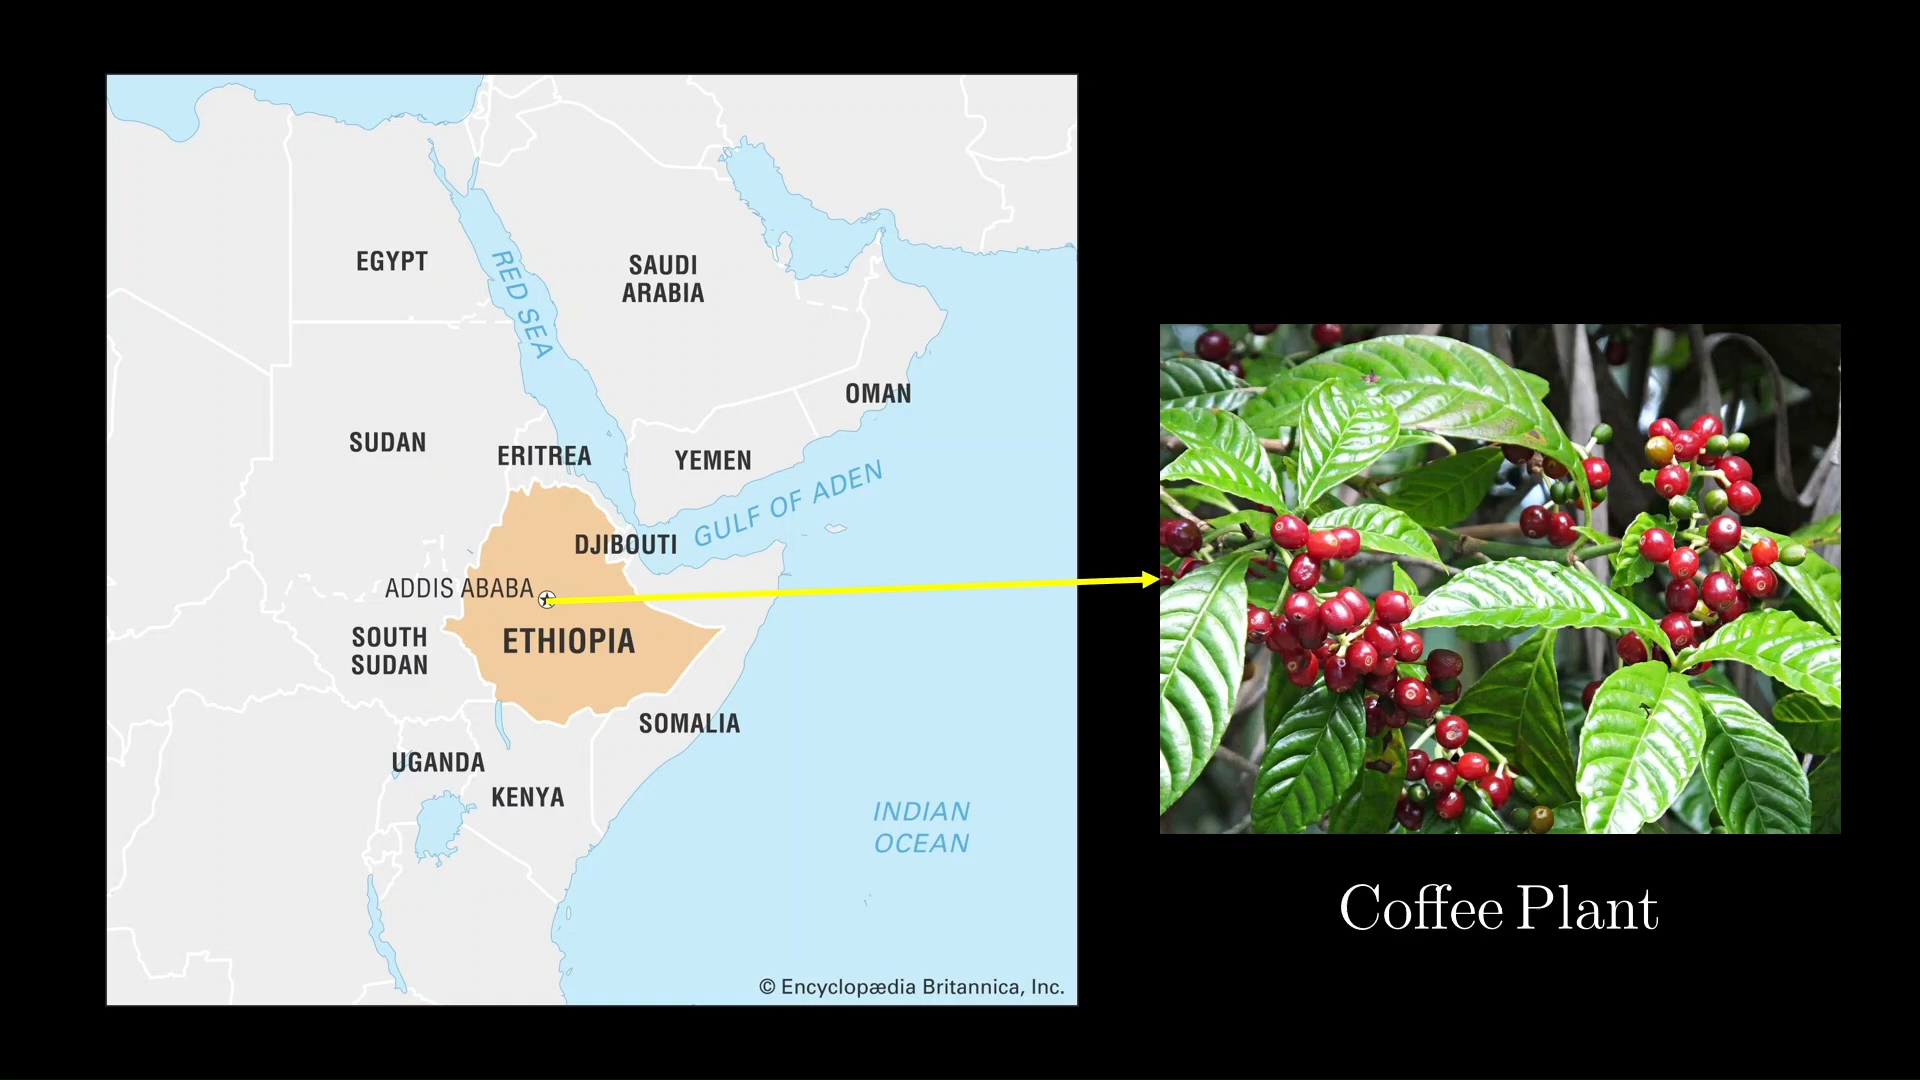 EGYPT
RED SEA
SAUDI
ARABIA
OMAN
SUDAN
ERITREA
YEMEN
GULF OF ADEN
DJIBOUTI
ADDIS ABABA
ETHIOPIA
SOUTH
SUDAN
SOMALIA
UGANDA
KENYA
INDIAN
OCEAN
© Encyclopædia Britannica, Inc.
Coffee Plant